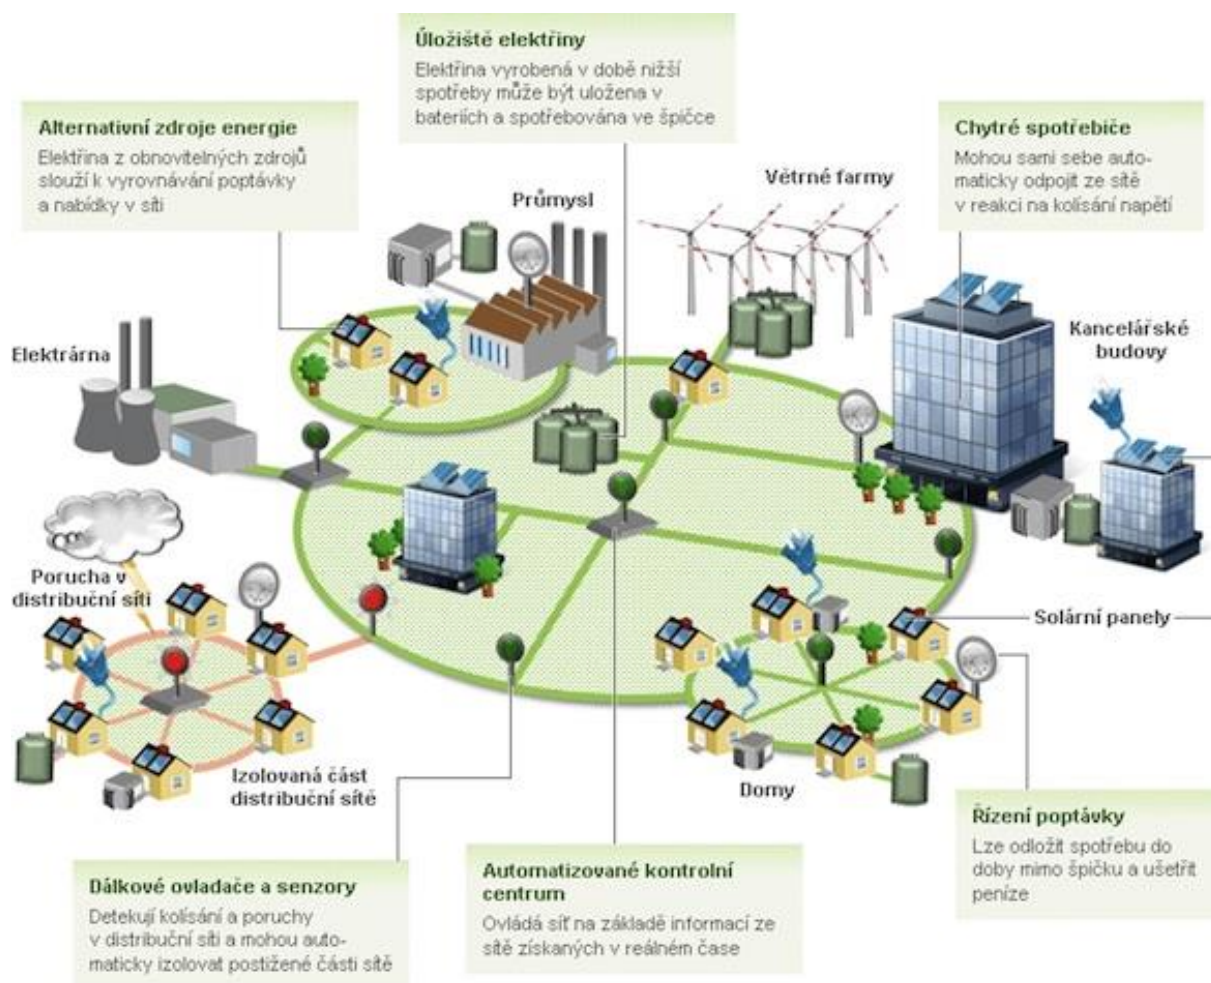 Úložiště elektřiny
Elektřina vyrobená v době nižší
spotřeby může být uložena v
bateriích a spotřebována ve špičce
Alternativní zdroje energie
Elektřina z obnovitelných zdrojů
slouží k vyrovnávání poptávky
a nabídky v síti
Chytré spotřebiče
Mohou sami sebe auto-
maticky odpojit ze sítě
v reakci na kolísání napětí
Větrné farmy
Průmysl
Elektrárna
Kancelářské
budovy
Porucha v
distribuční síti
Solární panely
Izolovaná část
distribuční sítě
Domy
Řízení poptávky
Lze odložit spotřebu do
doby mimo špičku a ušetřit
peníze
Dálkové ovladače a senzory
Detekují kolísání a poruchy
v distribuční síti a mohou auto-
maticky izolovat postižené části sítě
Automatizované kontrolní
centrum
Ovládá síť na základě informací ze
sítě získaných v reálném čase